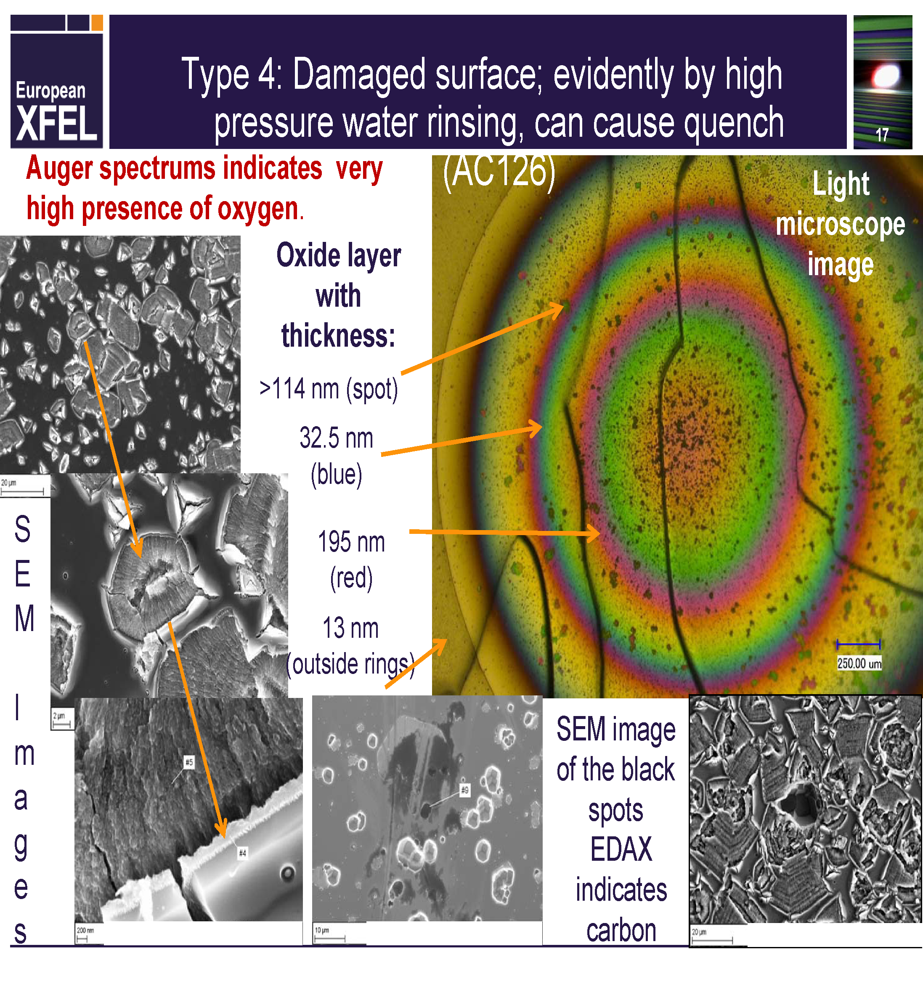 European
XFEL
Type 4: Damaged surface; evidently by high
pressure water rinsing, can cause quench
(AC126)
17
Auger spectrums indicates very
high presence of oxygen.
Light
microscope
image
Oxide layer
with
thickness:
>114 nm (spot)
32.5 nm
(blue)
195 nm
(red)
13 nm
(outside rings)
250.00 um
20 µm
S
E
M
I
m
a
g
e
s
2 µm
#5
#4
200 nm
#9
10 µm
SEM image
of the black
spots
EDAX
indicates
carbon
20 µm